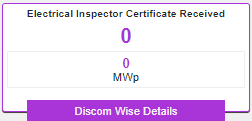 Electrical Inspector Certificate Received
0
0
MWp
Discom Wise Details